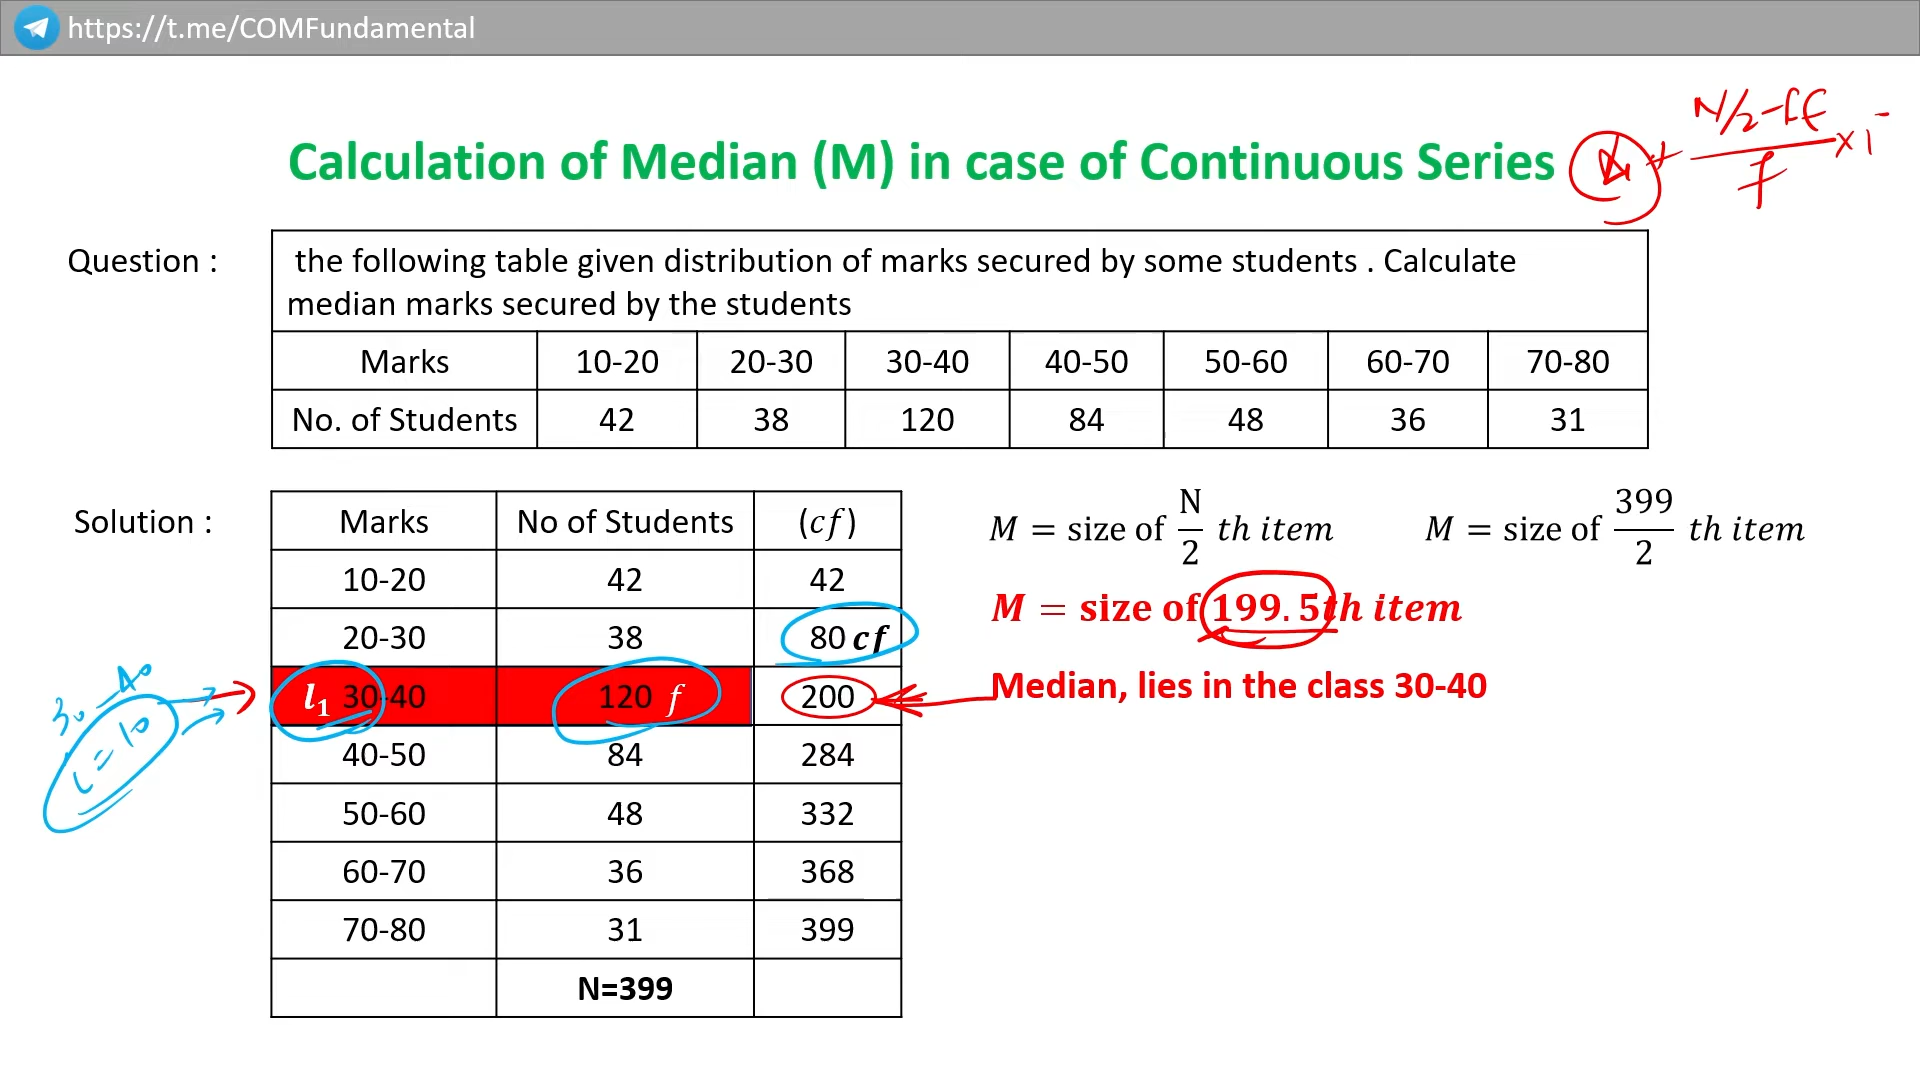 https://t.me/COMFundamental
N/2-cf
Calculation of Median (M) in case of Continuous Series l₁ + ――― × i
f
Question :
the following table given distribution of marks secured by some students . Calculate
median marks secured by the students
Marks 10-20 20-30 30-40 40-50 50-60 60-70 70-80
No. of Students 42 38 120 84 48 36 31
Solution :
Marks No of Students (cf)
10-20 42 42
20-30 38 80 cf
l₁ 30-40 120 f 200
40-50 84 284
50-60 48 332
60-70 36 368
70-80 31 399
N=399
30-40
i=10
M = size of N/2 th item
M = size of 399/2 th item
M = size of 199.5th item
Median, lies in the class 30-40